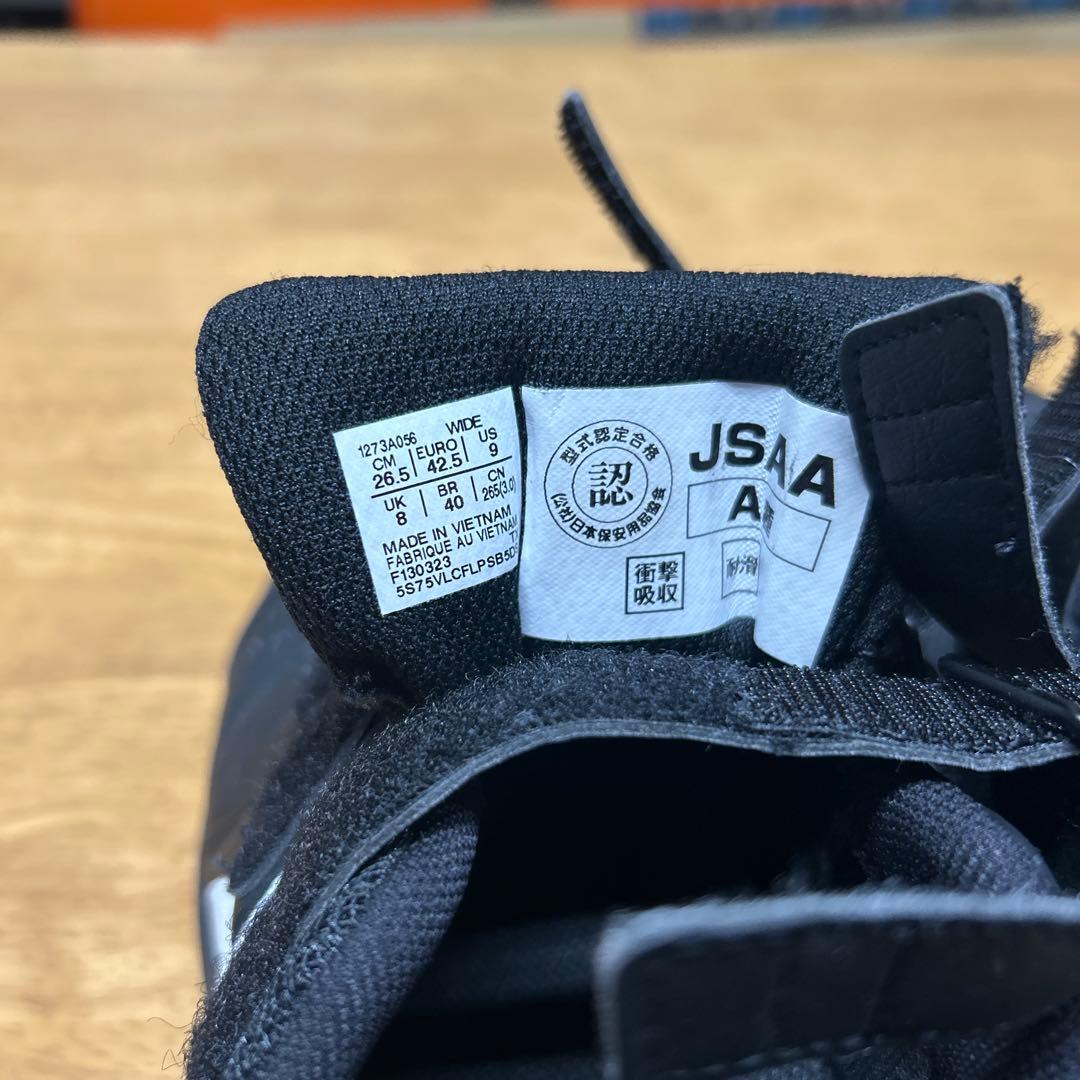 1273A056 WIDE
CM EURO US
26.5 42.5 9
UK BR CN
8 40 265(3.0)
MADE IN VIETNAM
FABRIQUE AU VIETNAM
F130323
5S75VLCFLPSB5D
型式認定合格
認
(公社)日本保安用品協会
JSAA
A
衝撃
吸収
耐滑